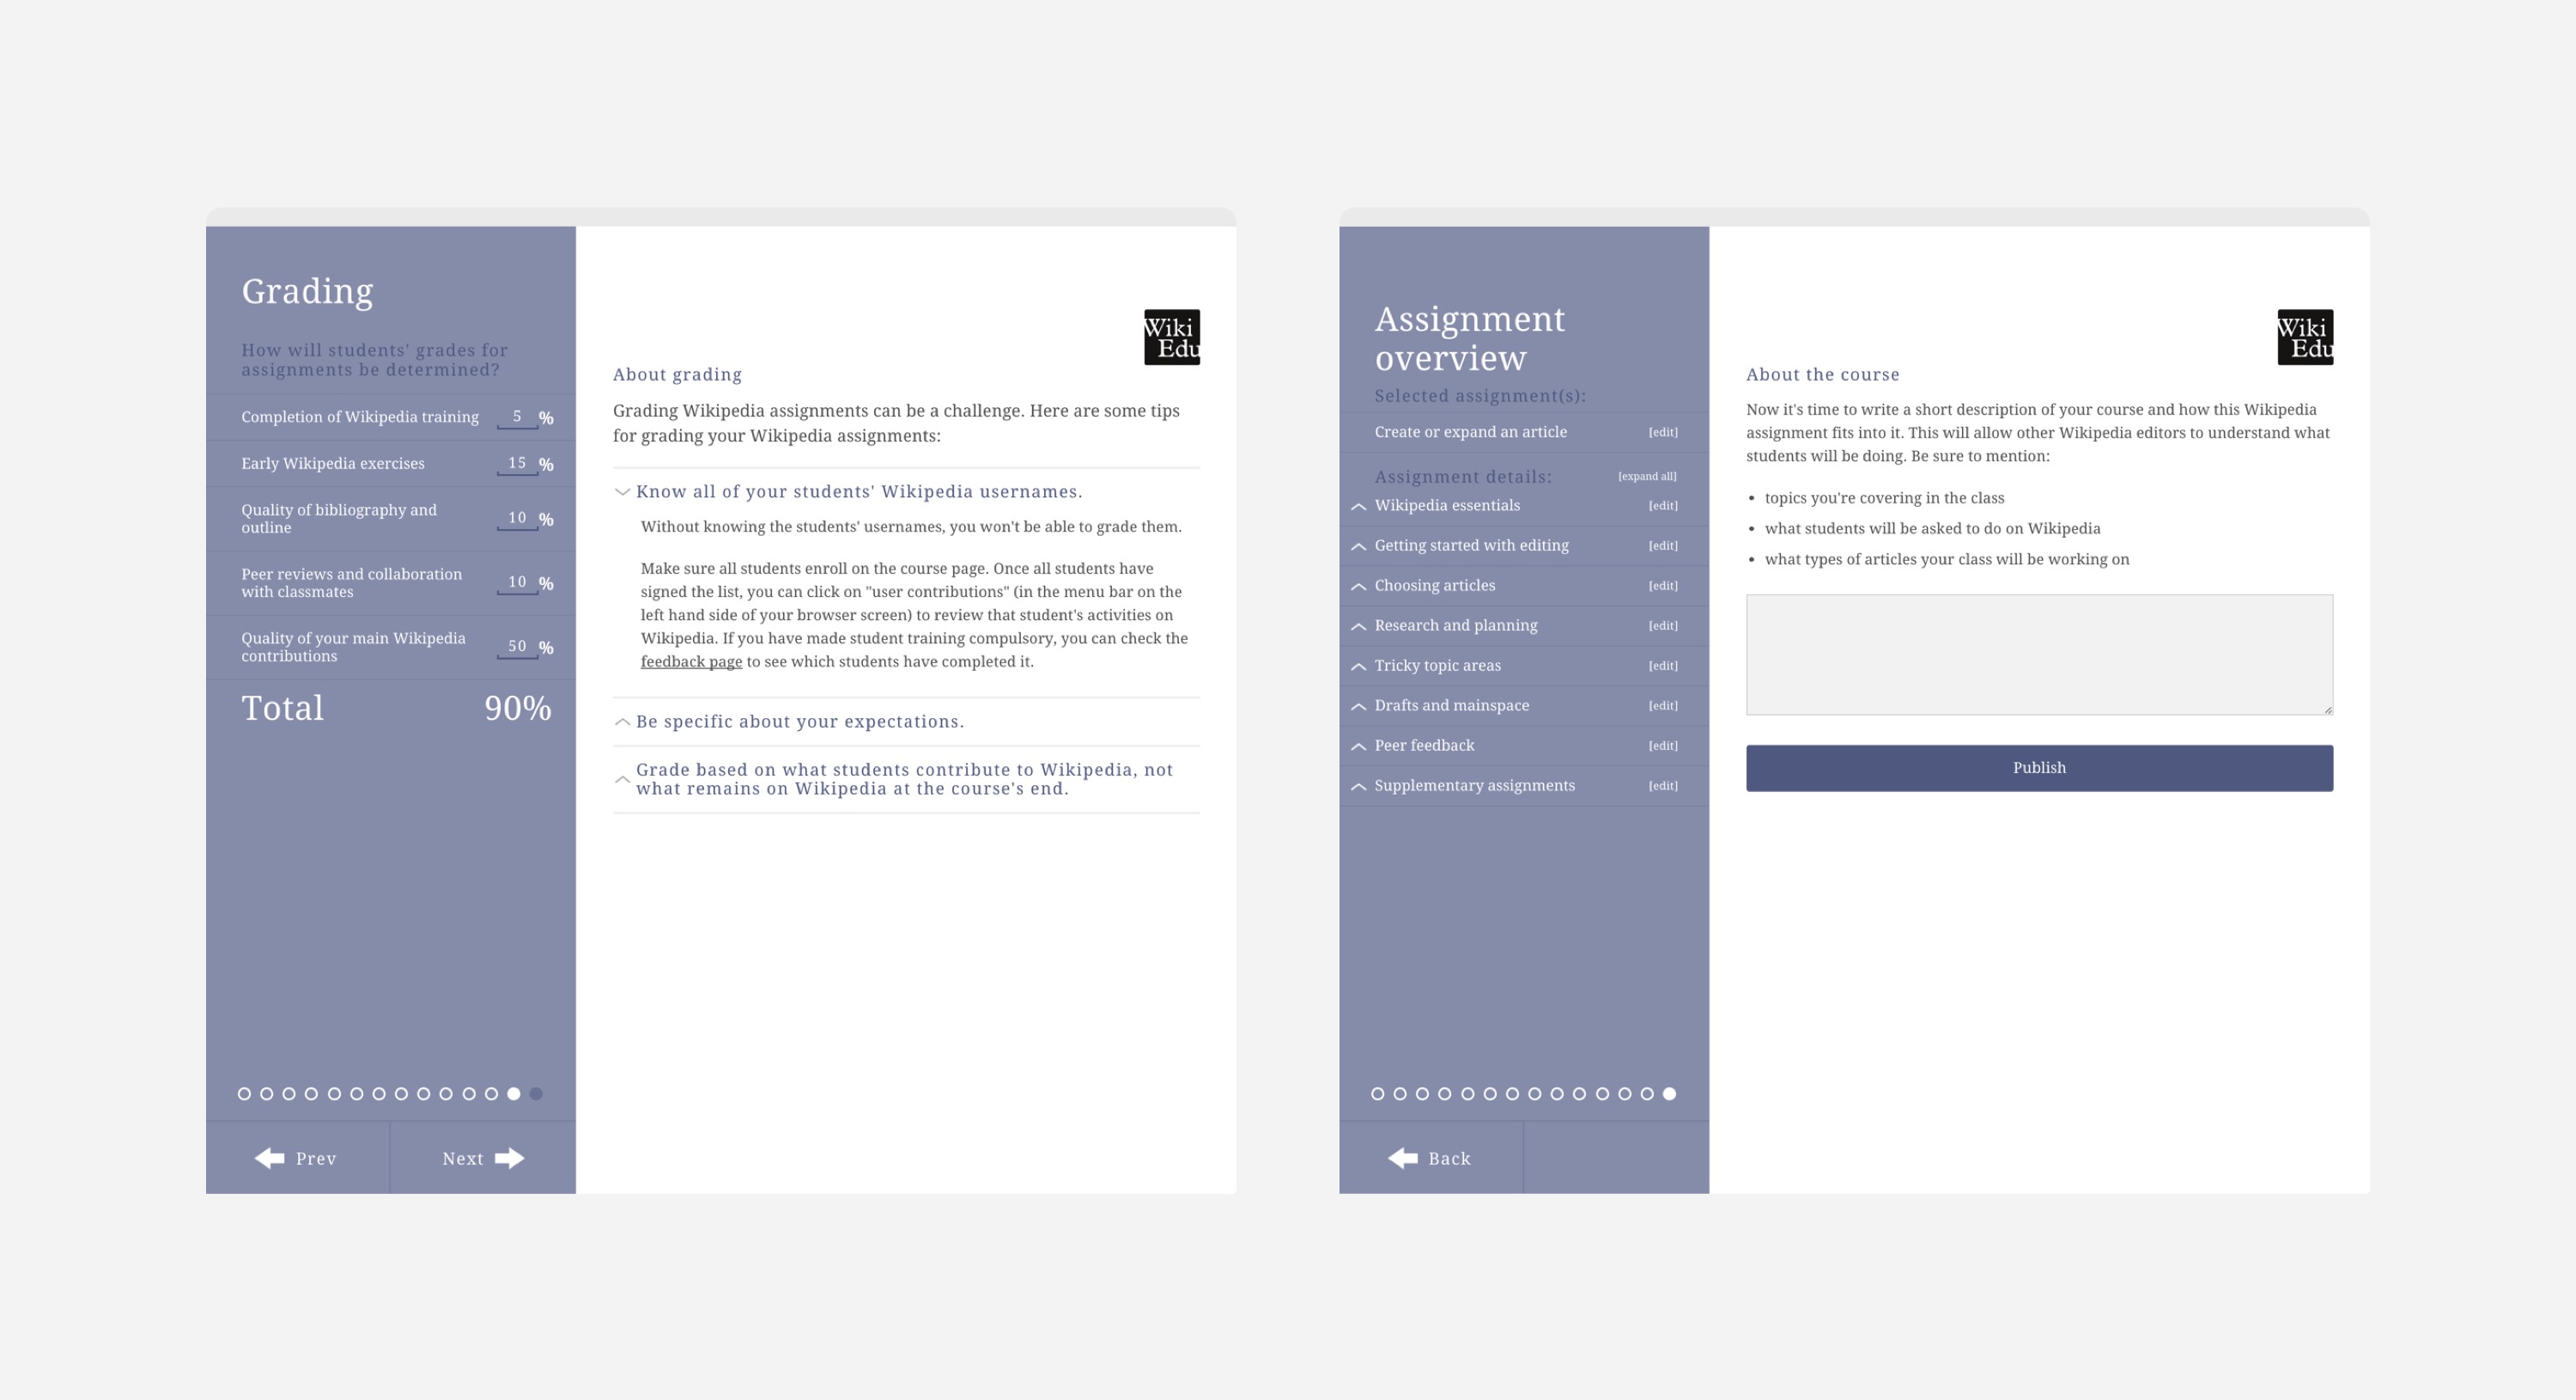 Grading
How will students' grades for
assignments be determined?
Completion of Wikipedia training 5 %
Early Wikipedia exercises 15 %
Quality of bibliography and
outline 10 %
Peer reviews and collaboration
with classmates 10 %
Quality of your main Wikipedia
contributions 50 %
Total 90%
Prev Next
Wiki
Edu
About grading
Grading Wikipedia assignments can be a challenge. Here are some tips
for grading your Wikipedia assignments:
Know all of your students' Wikipedia usernames.
Without knowing the students' usernames, you won't be able to grade them.
Make sure all students enroll on the course page. Once all students have
signed the list, you can click on "user contributions" (in the menu bar on the
left hand side of your browser screen) to review that student's activities on
Wikipedia. If you have made student training compulsory, you can check the
feedback page to see which students have completed it.
Be specific about your expectations.
Grade based on what students contribute to Wikipedia, not
what remains on Wikipedia at the course's end.
Assignment
overview
Selected assignment(s):
Create or expand an article [edit]
Assignment details: [expand all]
Wikipedia essentials [edit]
Getting started with editing [edit]
Choosing articles [edit]
Research and planning [edit]
Tricky topic areas [edit]
Drafts and mainspace [edit]
Peer feedback [edit]
Supplementary assignments [edit]
Back
Wiki
Edu
About the course
Now it's time to write a short description of your course and how this Wikipedia
assignment fits into it. This will allow other Wikipedia editors to understand what
students will be doing. Be sure to mention:
• topics you're covering in the class
• what students will be asked to do on Wikipedia
• what types of articles your class will be working on
Publish